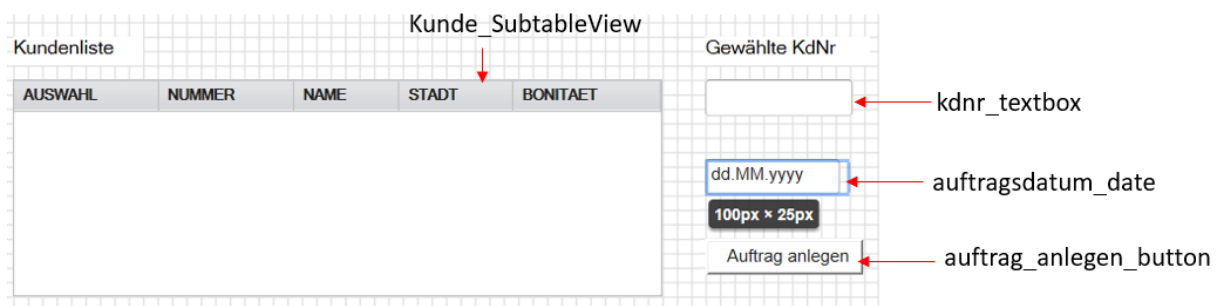 Kunde_SubtableView
Kundenliste
Gewählte KdNr
AUSWAHL NUMMER NAME STADT BONITAET
kdnr_textbox
dd.MM.yyyy
auftragsdatum_date
100px × 25px
Auftrag anlegen
auftrag_anlegen_button